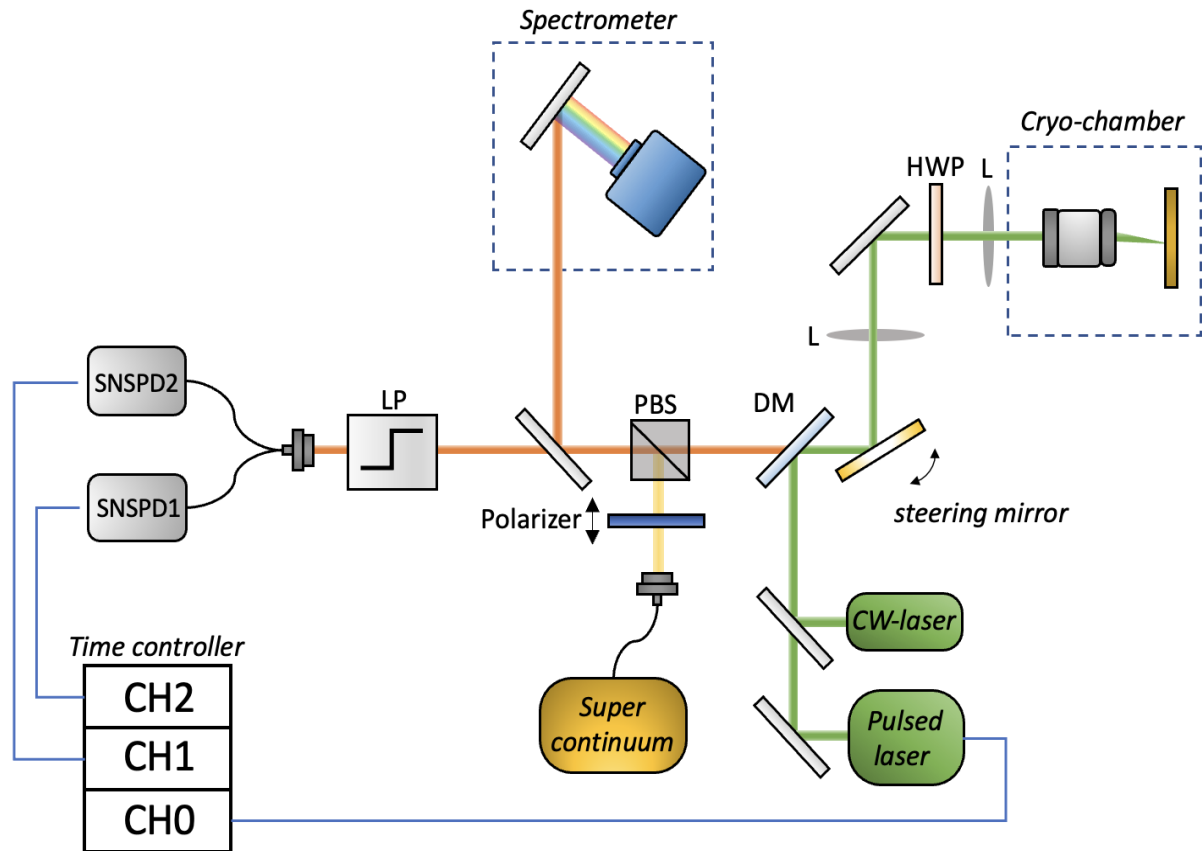 Spectrometer
Cryo-chamber
HWP
L
L
SNSPD2
LP
PBS
DM
SNSPD1
Polarizer
steering mirror
CW-laser
Time controller
CH2
CH1
CH0
Super
continuum
Pulsed
laser